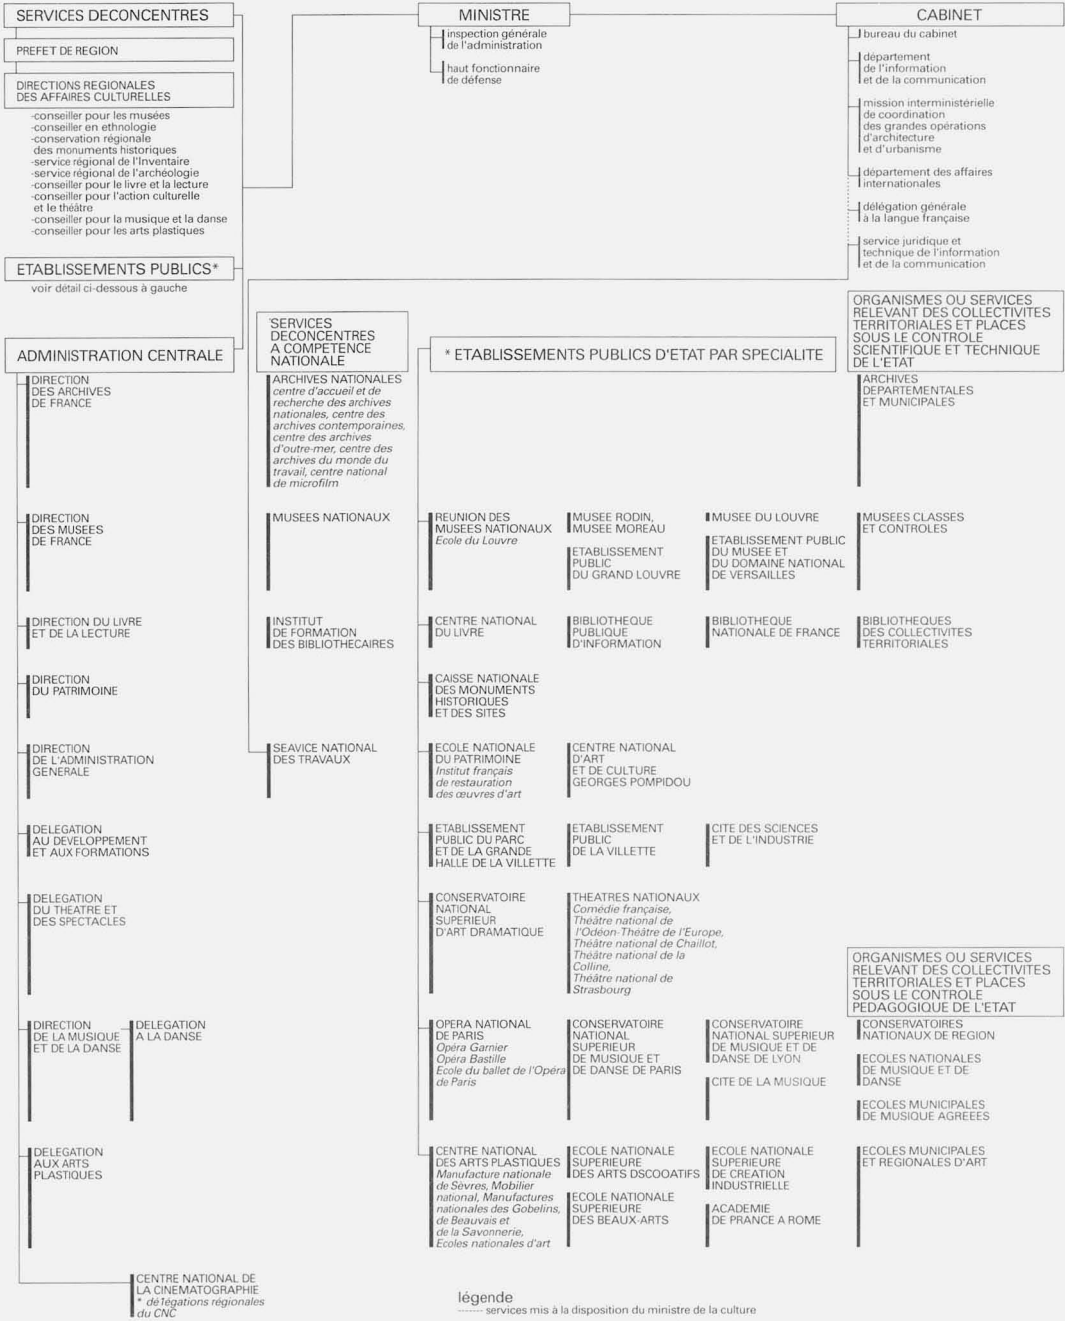 SERVICES DECONCENTRES
PREFET DE REGION
DIRECTIONS REGIONALES
DES AFFAIRES CULTURELLES
-conseiller pour les musées
-conseiller en ethnologie
-conservation régionale
des monuments historiques
-service régional de l'Inventaire
-service régional de l'archéologie
-conseiller pour le livre et la lecture
-conseiller pour l'action culturelle
et le théâtre
-conseiller pour la musique et la danse
-conseiller pour les arts plastiques
ETABLISSEMENTS PUBLICS*
voir détail ci-dessous à gauche
MINISTRE
inspection générale
de l'administration
haut fonctionnaire
de défense
CABINET
bureau du cabinet
département
de l'information
et de la communication
mission interministérielle
de coordination
des grandes opérations
d'architecture
et d'urbanisme
département des affaires
internationales
délégation générale
à la langue française
service juridique et
technique de l'information
et de la communication
ADMINISTRATION CENTRALE
DIRECTION
DES ARCHIVES
DE FRANCE
DIRECTION
DES MUSEES
DE FRANCE
DIRECTION DU LIVRE
ET DE LA LECTURE
DIRECTION
DU PATRIMOINE
DIRECTION
DE L'ADMINISTRATION
GENERALE
DELEGATION
AU DEVELOPPEMENT
ET AUX FORMATIONS
DELEGATION
DU THEATRE ET
DES SPECTACLES
DIRECTION
DE LA MUSIQUE
ET DE LA DANSE
DELEGATION
A LA DANSE
DELEGATION
AUX ARTS
PLASTIQUES
CENTRE NATIONAL DE
LA CINEMATOGRAPHIE
* délégations régionales
du CNC
SERVICES
DECONCENTRES
A COMPETENCE
NATIONALE
ARCHIVES NATIONALES
centre d'accueil et de
recherche des archives
nationales, centre des
archives contemporaines,
centre des archives
d'outre-mer, centre des
archives du monde du
travail, centre national
de microfilm
MUSEES NATIONAUX
INSTITUT
DE FORMATION
DES BIBLIOTHECAIRES
SEAVICE NATIONAL
DES TRAVAUX
* ETABLISSEMENTS PUBLICS D'ETAT PAR SPECIALITE
REUNION DES
MUSEES NATIONAUX
Ecole du Louvre
MUSEE RODIN,
MUSEE MOREAU
ETABLISSEMENT
PUBLIC
DU GRAND LOUVRE
MUSEE DU LOUVRE
ETABLISSEMENT PUBLIC
DU MUSEE ET
DU DOMAINE NATIONAL
DE VERSAILLES
CENTRE NATIONAL
DU LIVRE
BIBLIOTHEQUE
PUBLIQUE
D'INFORMATION
BIBLIOTHEQUE
NATIONALE DE FRANCE
CAISSE NATIONALE
DES MONUMENTS
HISTORIQUES
ET DES SITES
ECOLE NATIONALE
DU PATRIMOINE
Institut français
de restauration
des œuvres d'art
CENTRE NATIONAL
D'ART
ET DE CULTURE
GEORGES POMPIDOU
ETABLISSEMENT
PUBLIC DU PARC
ET DE LA GRANDE
HALLE DE LA VILLETTE
ETABLISSEMENT
PUBLIC
DE LA VILLETTE
CITE DES SCIENCES
ET DE L'INDUSTRIE
CONSERVATOIRE
NATIONAL
SUPERIEUR
D'ART DRAMATIQUE
THEATRES NATIONAUX
Comédie française,
Théâtre national de
l'Odéon-Théâtre de l'Europe,
Théâtre national de Chaillot,
Théâtre national de la
Colline,
Théâtre national de
Strasbourg
OPERA NATIONAL
DE PARIS
Opéra Garnier
Opéra Bastille
Ecole du ballet de l'Opéra
de Paris
CONSERVATOIRE
NATIONAL
SUPERIEUR
DE MUSIQUE ET
DE DANSE DE PARIS
CONSERVATOIRE
NATIONAL SUPERIEUR
DE MUSIQUE ET DE
DANSE DE LYON
CITE DE LA MUSIQUE
CENTRE NATIONAL
DES ARTS PLASTIQUES
Manufacture nationale
de Sèvres, Mobilier
national, Manufactures
nationales des Gobelins,
de Beauvais et
de la Savonnerie,
Ecoles nationales d'art
ECOLE NATIONALE
SUPERIEURE
DES ARTS DSCOOATIFS
ECOLE NATIONALE
SUPERIEURE
DES BEAUX-ARTS
ECOLE NATIONALE
SUPERIEURE
DE CREATION
INDUSTRIELLE
ACADEMIE
DE PRANCE A ROME
ORGANISMES OU SERVICES
RELEVANT DES COLLECTIVITES
TERRITORIALES ET PLACES
SOUS LE CONTROLE
SCIENTIFIQUE ET TECHNIQUE
DE L'ETAT
ARCHIVES
DEPARTEMENTALES
ET MUNICIPALES
MUSEES CLASSES
ET CONTROLES
BIBLIOTHEQUES
DES COLLECTIVITES
TERRITORIALES
ORGANISMES OU SERVICES
RELEVANT DES COLLECTIVITES
TERRITORIALES ET PLACES
SOUS LE CONTROLE
PEDAGOGIQUE DE L'ETAT
CONSERVATOIRES
NATIONAUX DE REGION
ECOLES NATIONALES
DE MUSIQUE ET DE
DANSE
ECOLES MUNICIPALES
DE MUSIQUE AGREEES
ECOLES MUNICIPALES
ET REGIONALES D'ART
légende
------- services mis à la disposition du ministre de la culture